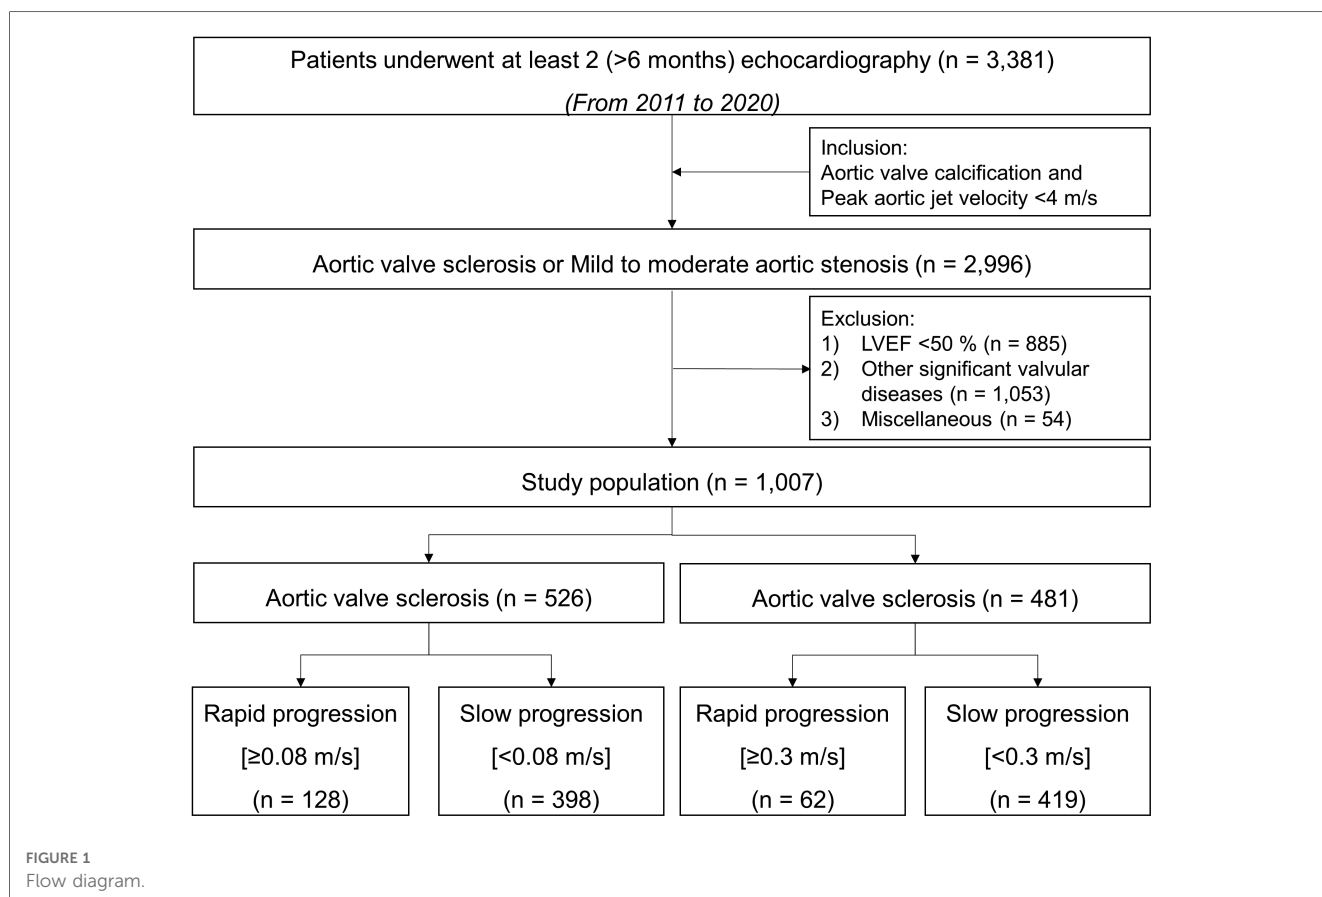 Patients underwent at least 2 (>6 months) echocardiography (n = 3,381)
(From 2011 to 2020)
Inclusion:
Aortic valve calcification and
Peak aortic jet velocity <4 m/s
Aortic valve sclerosis or Mild to moderate aortic stenosis (n = 2,996)
Exclusion:
1) LVEF <50 % (n = 885)
2) Other significant valvular
diseases (n = 1,053)
3) Miscellaneous (n = 54)
Study population (n = 1,007)
Aortic valve sclerosis (n = 526)
Aortic valve sclerosis (n = 481)
Rapid progression
[≥0.08 m/s]
(n = 128)
Slow progression
[<0.08 m/s]
(n = 398)
Rapid progression
[≥0.3 m/s]
(n = 62)
Slow progression
[<0.3 m/s]
(n = 419)
FIGURE 1
Flow diagram.